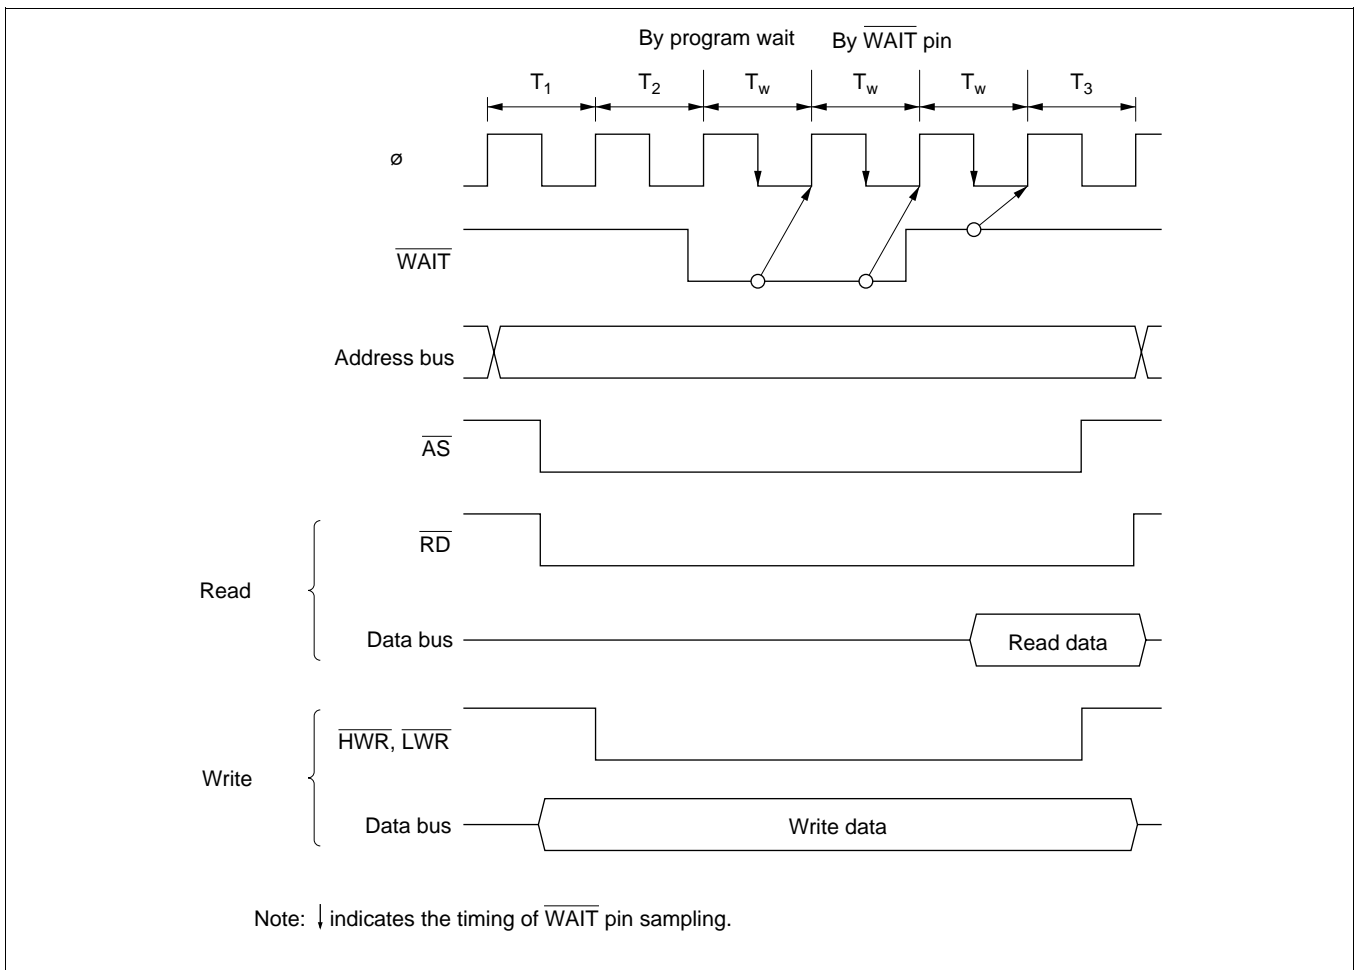 By program wait By WAIT pin
T1 T2 Tw Tw Tw T3
ø
WAIT
Address bus
AS
RD
Read
Data bus Read data
HWR, LWR
Write
Data bus Write data
Note: ↓ indicates the timing of WAIT pin sampling.